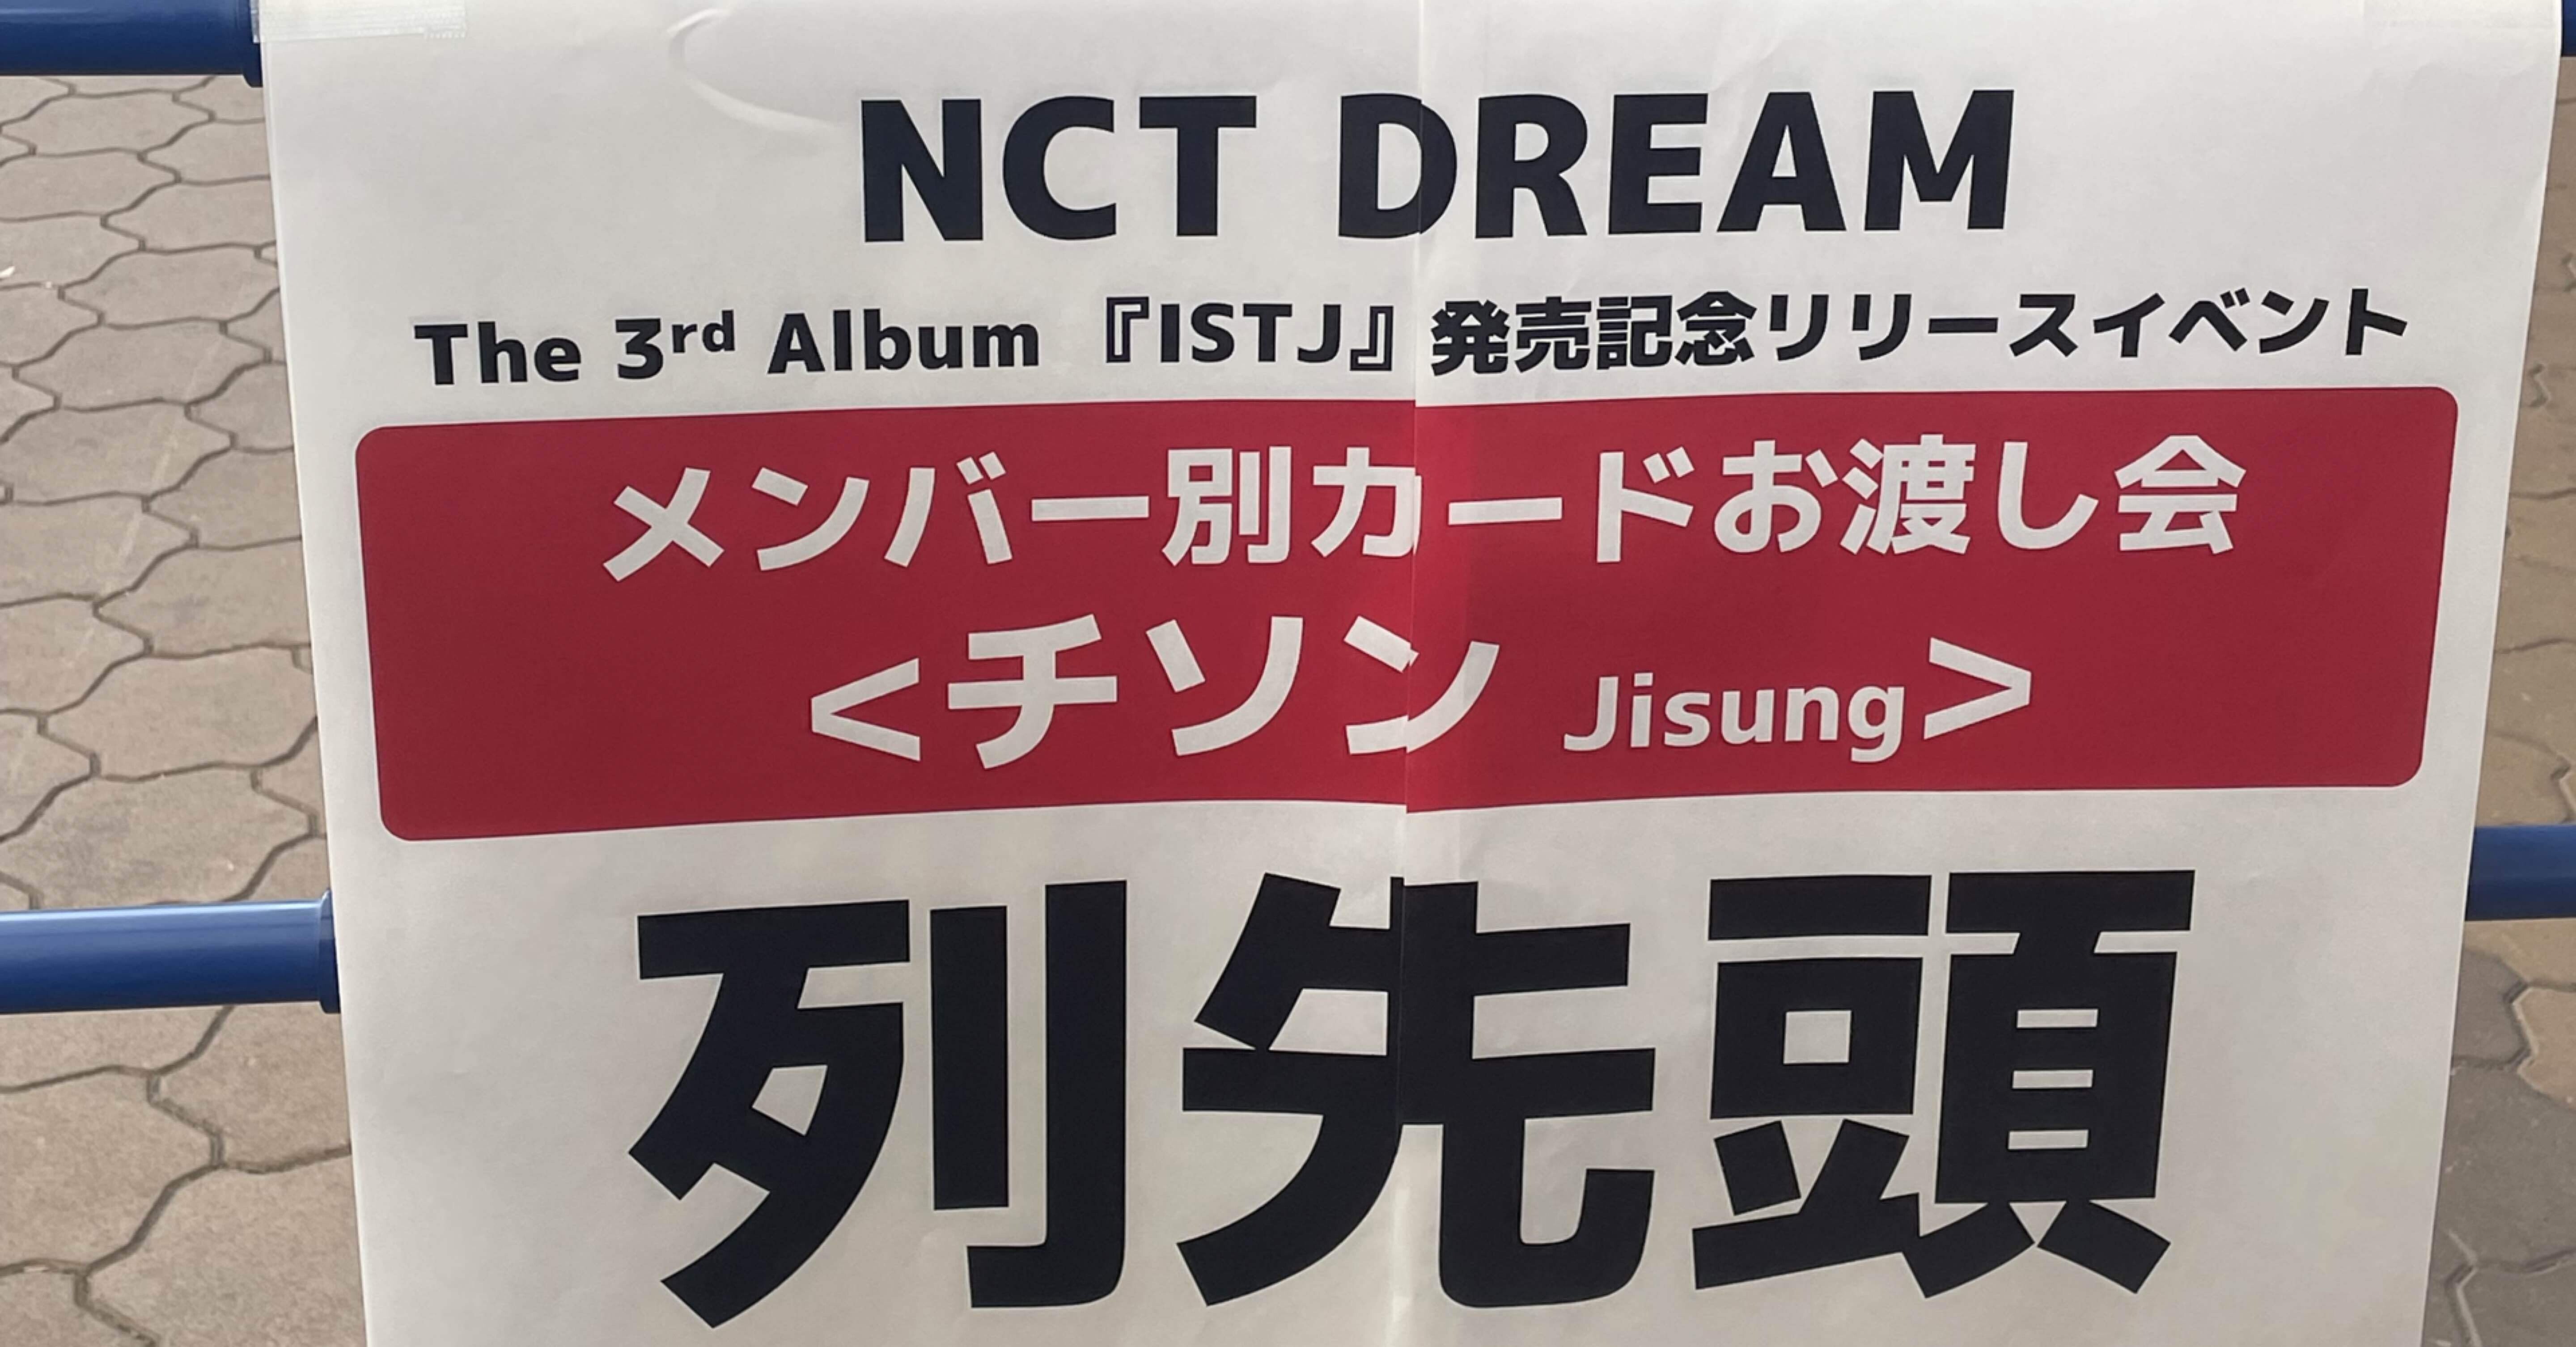 NCT DREAM
The 3rd Album 『ISTJ』発売記念リリースイベント
メンバー別カードお渡し会
<チソン Jisung>
列先頭